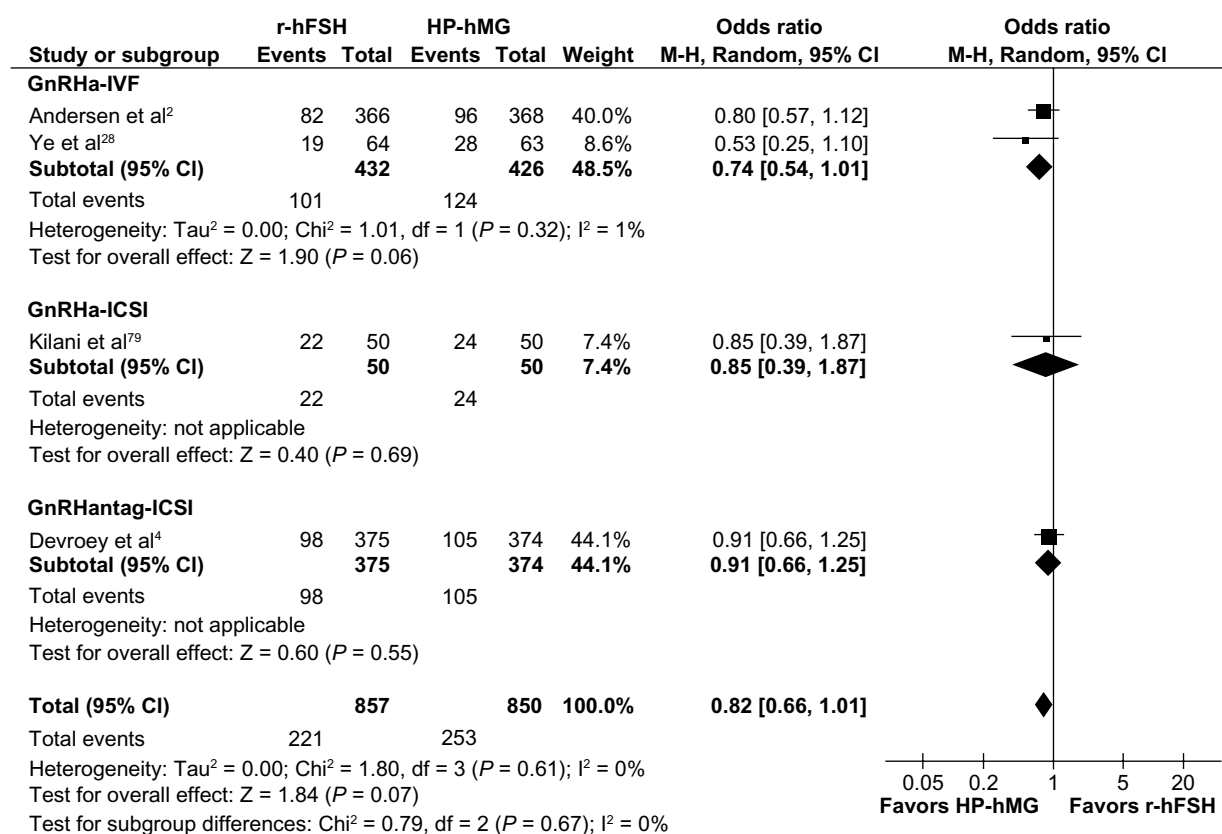 r-hFSH HP-hMG Odds ratio Odds ratio
Study or subgroup Events Total Events Total Weight M-H, Random, 95% CI M-H, Random, 95% CI
GnRHa-IVF
Andersen et al² 82 366 96 368 40.0% 0.80 [0.57, 1.12]
Ye et al²⁸ 19 64 28 63 8.6% 0.53 [0.25, 1.10]
Subtotal (95% CI) 432 426 48.5% 0.74 [0.54, 1.01]
Total events 101 124
Heterogeneity: Tau² = 0.00; Chi² = 1.01, df = 1 (P = 0.32); I² = 1%
Test for overall effect: Z = 1.90 (P = 0.06)
GnRHa-ICSI
Kilani et al⁷⁹ 22 50 24 50 7.4% 0.85 [0.39, 1.87]
Subtotal (95% CI) 50 50 7.4% 0.85 [0.39, 1.87]
Total events 22 24
Heterogeneity: not applicable
Test for overall effect: Z = 0.40 (P = 0.69)
GnRHantag-ICSI
Devroey et al⁴ 98 375 105 374 44.1% 0.91 [0.66, 1.25]
Subtotal (95% CI) 375 374 44.1% 0.91 [0.66, 1.25]
Total events 98 105
Heterogeneity: not applicable
Test for overall effect: Z = 0.60 (P = 0.55)
Total (95% CI) 857 850 100.0% 0.82 [0.66, 1.01]
Total events 221 253
Heterogeneity: Tau² = 0.00; Chi² = 1.80, df = 3 (P = 0.61); I² = 0%
Test for overall effect: Z = 1.84 (P = 0.07)
Test for subgroup differences: Chi² = 0.79, df = 2 (P = 0.67); I² = 0%
0.05 0.2 1 5 20
Favors HP-hMG Favors r-hFSH